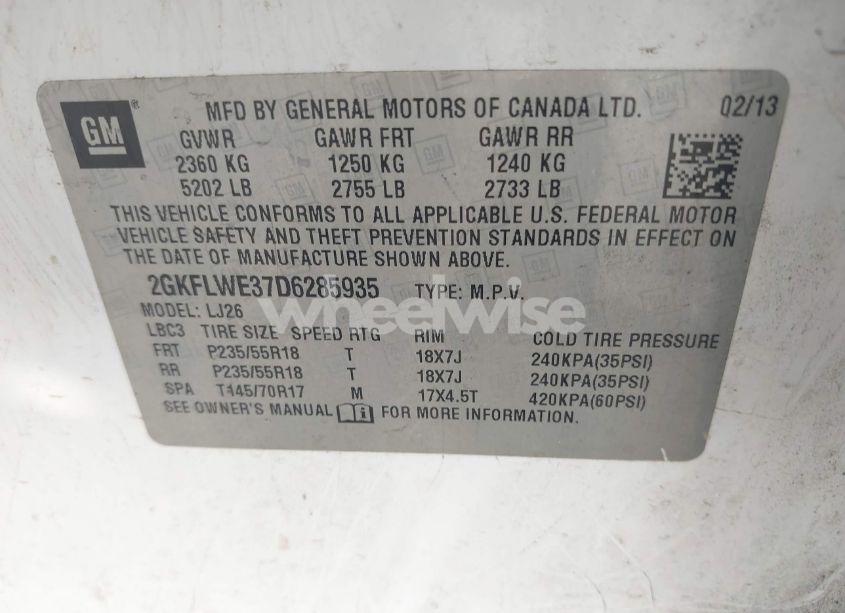 GM
MFD BY GENERAL MOTORS OF CANADA LTD. 02/13
GVWR GAWR FRT GAWR RR
2360 KG 1250 KG 1240 KG
5202 LB 2755 LB 2733 LB
THIS VEHICLE CONFORMS TO ALL APPLICABLE U.S. FEDERAL MOTOR
VEHICLE SAFETY AND THEFT PREVENTION STANDARDS IN EFFECT ON
THE DATE OF MANUFACTURE SHOWN ABOVE.
2GKFLWE37D6285935 TYPE: M.P.V.
wheelwise
MODEL: LJ26
LBC3 TIRE SIZE SPEED RTG RIM COLD TIRE PRESSURE
FRT P235/55R18 T 18X7J 240KPA(35PSI)
RR P235/55R18 T 18X7J 240KPA(35PSI)
SPA T145/70R17 M 17X4.5T 420KPA(60PSI)
SEE OWNER'S MANUAL FOR MORE INFORMATION.